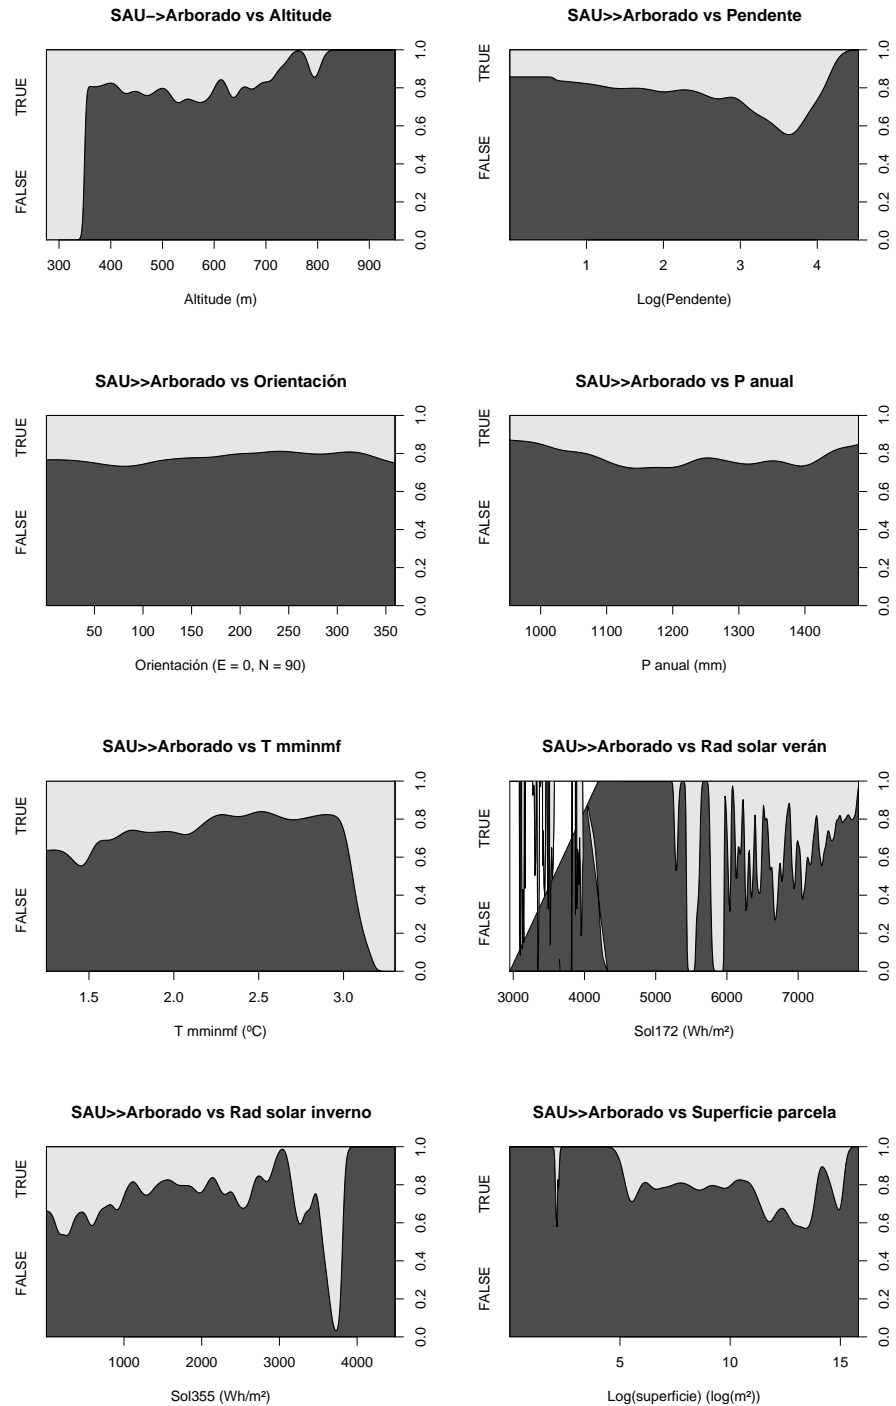 SAU->Arborado vs Altitude
TRUE
FALSE
0.0 0.2 0.4 0.6 0.8 1.0
300 400 500 600 700 800 900
Altitude (m)
SAU>>Arborado vs Pendente
TRUE
FALSE
0.0 0.2 0.4 0.6 0.8 1.0
1 2 3 4
Log(Pendente)
SAU>>Arborado vs Orientación
TRUE
FALSE
0.0 0.2 0.4 0.6 0.8 1.0
50 100 150 200 250 300 350
Orientación (E = 0, N = 90)
SAU>>Arborado vs P anual
TRUE
FALSE
0.0 0.2 0.4 0.6 0.8 1.0
1000 1100 1200 1300 1400
P anual (mm)
SAU>>Arborado vs T mminmf
TRUE
FALSE
0.0 0.2 0.4 0.6 0.8 1.0
1.5 2.0 2.5 3.0
T mminmf (ºC)
SAU>>Arborado vs Rad solar verán
TRUE
FALSE
0.0 0.2 0.4 0.6 0.8 1.0
3000 4000 5000 6000 7000
Sol172 (Wh/m²)
SAU>>Arborado vs Rad solar inverno
TRUE
FALSE
0.0 0.2 0.4 0.6 0.8 1.0
1000 2000 3000 4000
Sol355 (Wh/m²)
SAU>>Arborado vs Superficie parcela
TRUE
FALSE
0.0 0.2 0.4 0.6 0.8 1.0
5 10 15
Log(superficie) (log(m²))